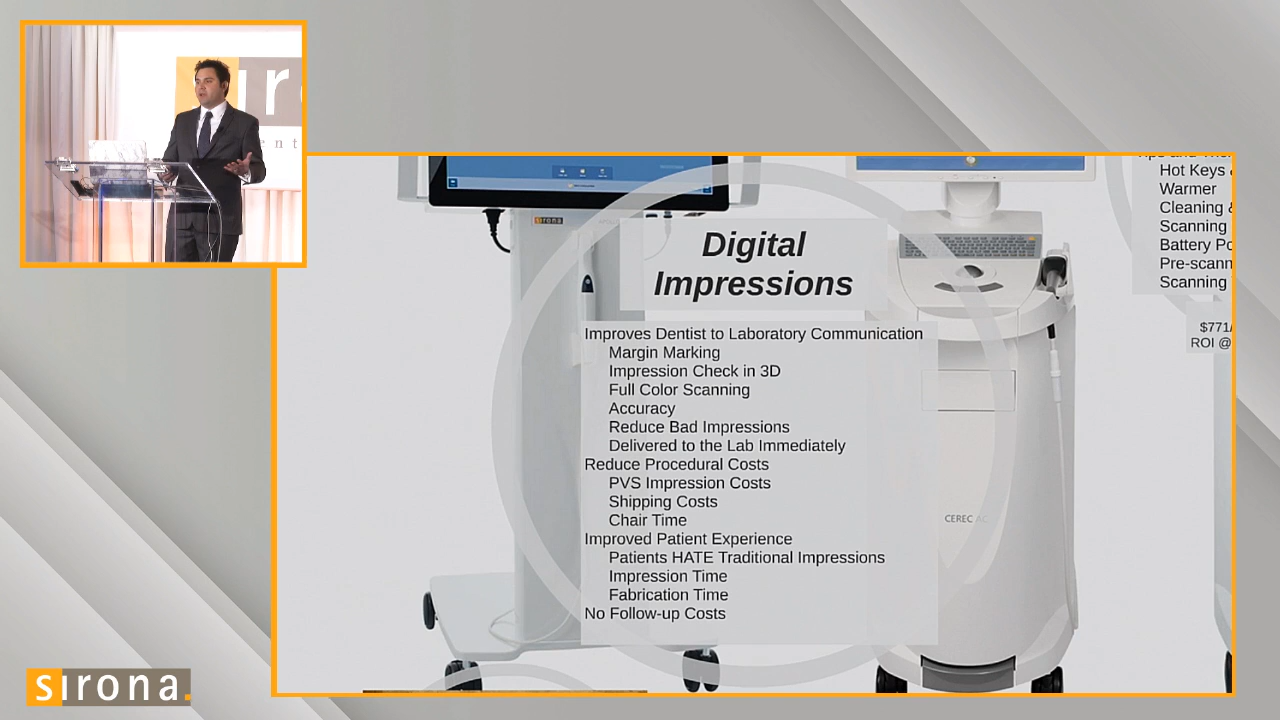 sirona
Digital
Impressions
Improves Dentist to Laboratory Communication
Margin Marking
Impression Check in 3D
Full Color Scanning
Accuracy
Reduce Bad Impressions
Delivered to the Lab Immediately
Reduce Procedural Costs
PVS Impression Costs
Shipping Costs
Chair Time
Improved Patient Experience
Patients HATE Traditional Impressions
Impression Time
Fabrication Time
No Follow-up Costs
CEREC AC
Hot Keys
Warmer
Cleaning &
Scanning
Battery
Scanning
$771/
ROI @
sirona.